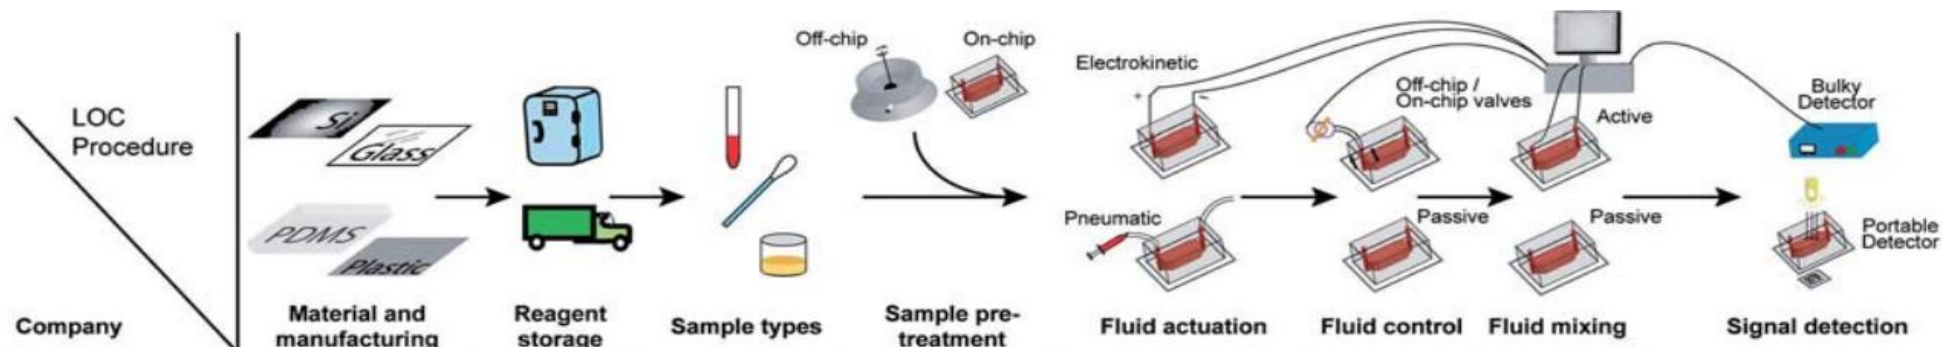 LOC
Procedure
Company
Si
Glass
PDMS
Plastic
Material and
manufacturing
Reagent
storage
Sample types
Off-chip
On-chip
Sample pre-
treatment
Electrokinetic
+
−
Pneumatic
Fluid actuation
Off-chip /
On-chip valves
Passive
Fluid control
Active
Passive
Fluid mixing
Bulky
Detector
Portable
Detector
Signal detection